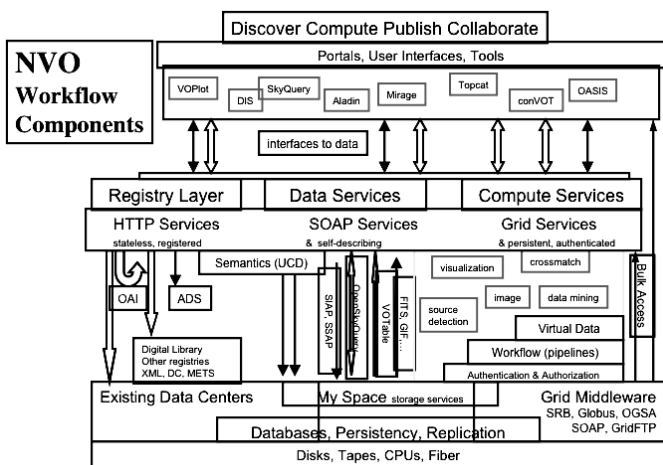 Discover Compute Publish Collaborate
NVO
Workflow
Components
Portals, User Interfaces, Tools
VOPlot
DIS
SkyQuery
Aladin
Mirage
Topcat
conVOT
OASIS
interfaces to data
Registry Layer
Data Services
Compute Services
HTTP Services
SOAP Services
Grid Services
stateless, registered
& self-describing
& persistent, authenticated
Semantics (UCD)
OAI
ADS
SIAP, SSAP
OpenSkyQuery
VOTable
FITS, GIF,...
visualization
crossmatch
source
detection
image
data mining
Bulk Access
Virtual Data
Workflow (pipelines)
Authentication & Authorization
Digital Library
Other registries
XML, DC, METS
Existing Data Centers
My Space storage services
Grid Middleware
SRB, Globus, OGSA
SOAP, GridFTP
Databases, Persistency, Replication
Disks, Tapes, CPUs, Fiber